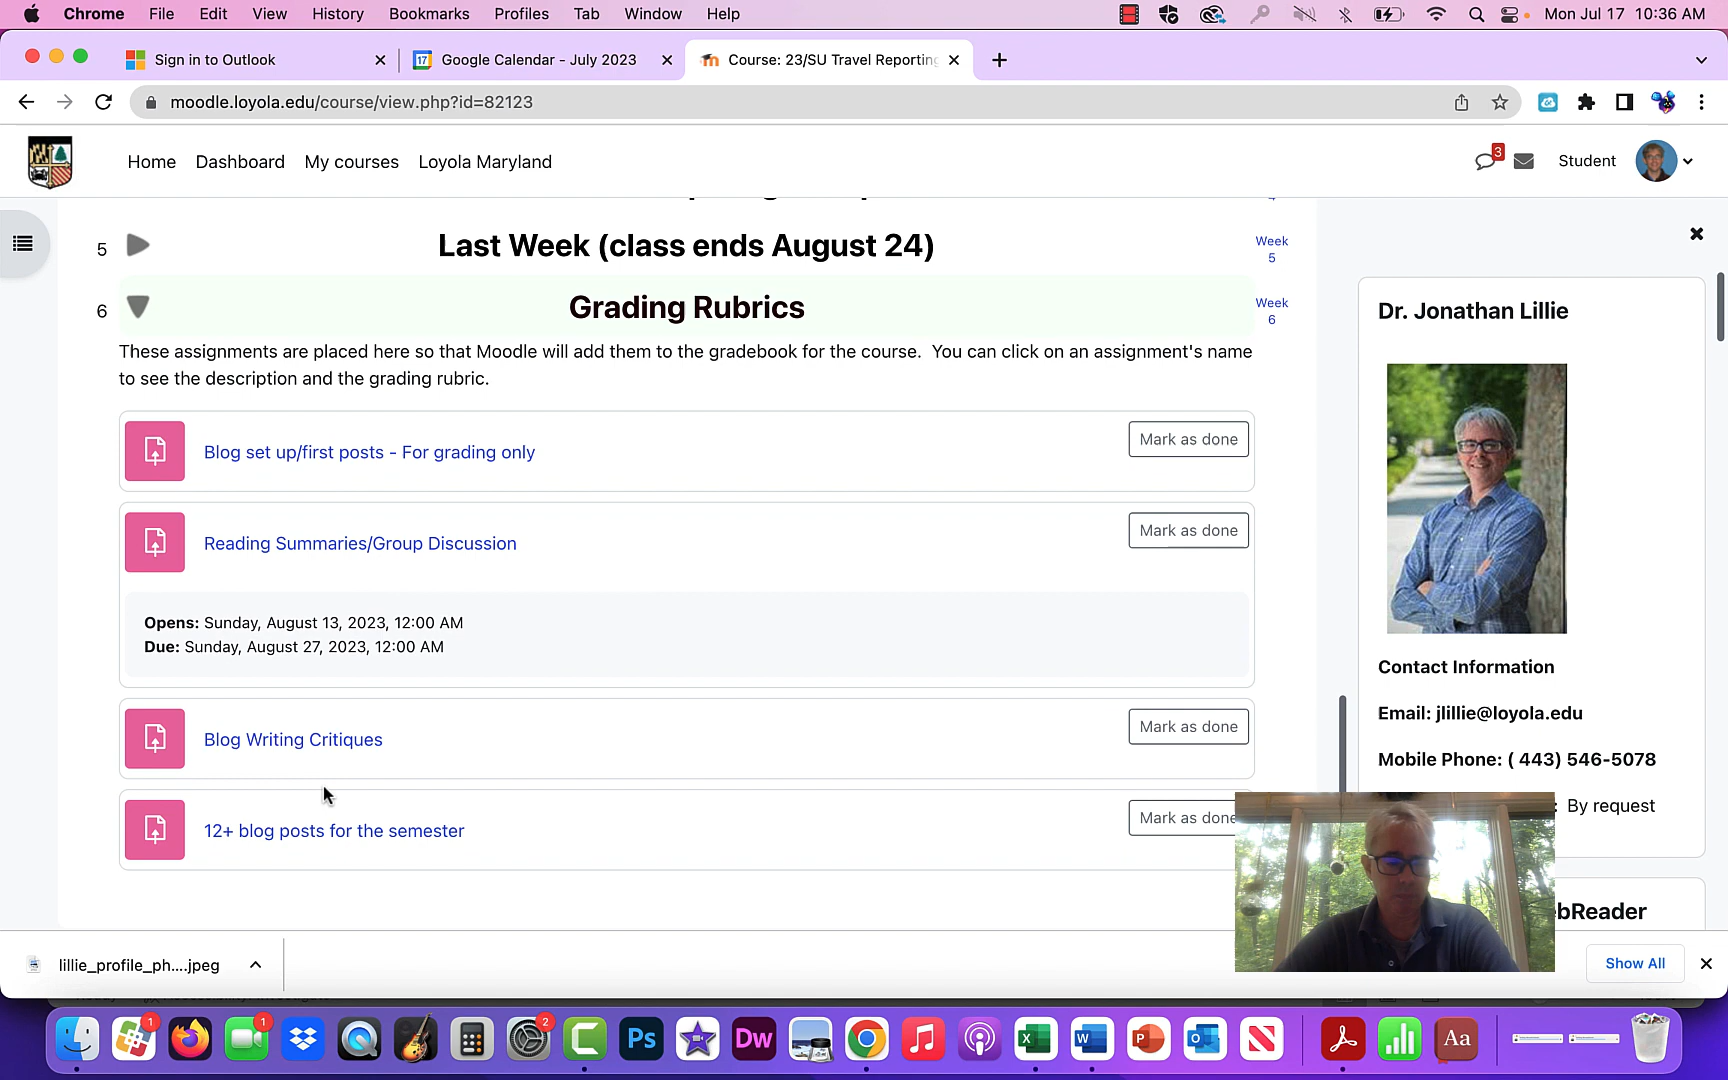 Chrome File Edit View History Bookmarks Profiles Tab Window Help Mon Jul 17 10:36 AM
Sign in to Outlook
17 Google Calendar - July 2023
Course: 23/SU Travel Reporting
moodle.loyola.edu/course/view.php?id=82123
Home Dashboard My courses Loyola Maryland 3 Student
5 Last Week (class ends August 24) Week 5
6 Grading Rubrics Week 6
These assignments are placed here so that Moodle will add them to the gradebook for the course. You can click on an assignment's name
to see the description and the grading rubric.
Blog set up/first posts - For grading only Mark as done
Reading Summaries/Group Discussion Mark as done
Opens: Sunday, August 13, 2023, 12:00 AM
Due: Sunday, August 27, 2023, 12:00 AM
Blog Writing Critiques Mark as done
12+ blog posts for the semester Mark as done
Dr. Jonathan Lillie
Contact Information
Email: jlillie@loyola.edu
Mobile Phone: ( 443) 546-5078
: By request
bReader
lillie_profile_ph....jpeg
Show All
1 1 2 Ps Dw X W P O Aa